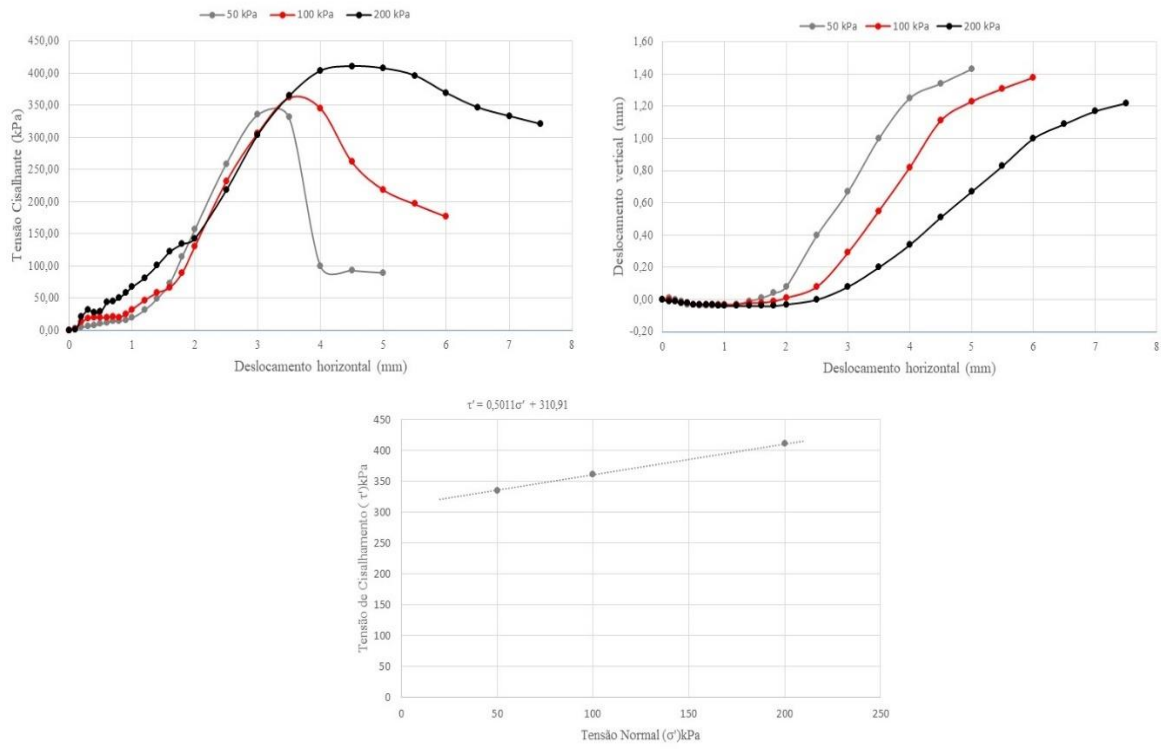 50 kPa 100 kPa 200 kPa
450,00
400,00
350,00
300,00
250,00
200,00
150,00
100,00
50,00
0,00
0 1 2 3 4 5 6 7 8
Tensão Cisalhante (kPa)
Deslocamento horizontal (mm)
50 kPa 100 kPa 200 kPa
1,60
1,40
1,20
1,00
0,80
0,60
0,40
0,20
0,00
-0,20
0 1 2 3 4 5 6 7 8
Deslocamento vertical (mm)
Deslocamento horizontal (mm)
τ' = 0,5011σ' + 310,91
450
400
350
300
250
200
150
100
50
0
0 50 100 150 200 250
Tensão de Cisalhamento ( τ')kPa
Tensão Normal (σ')kPa